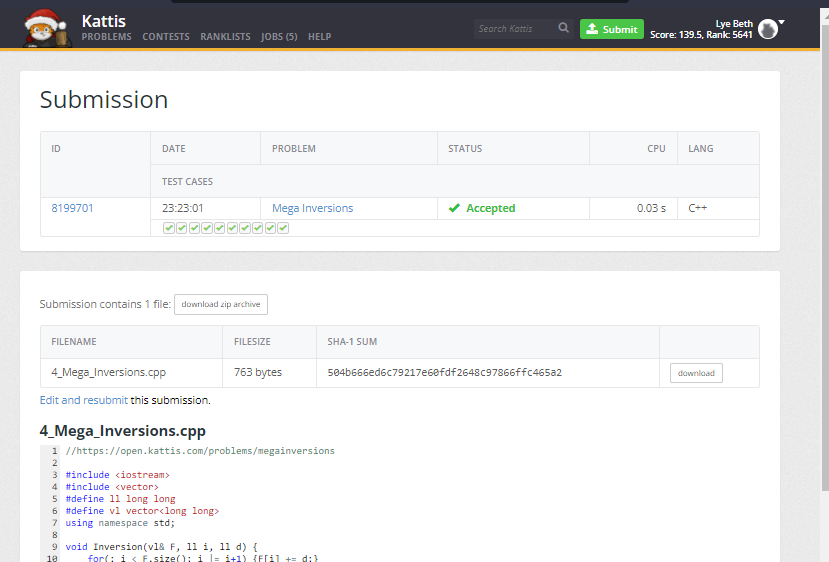 Kattis
PROBLEMS CONTESTS RANKLISTS JOBS (5) HELP
Search Kattis
Submit
Lye Beth
Score: 139.5, Rank: 5641
Submission
ID DATE PROBLEM STATUS CPU LANG
TEST CASES
8199701 23:23:01 Mega Inversions Accepted 0.03 s C++
Submission contains 1 file: download zip archive
FILENAME FILESIZE SHA-1 SUM
4_Mega_Inversions.cpp 763 bytes 504b666ed6c79217e60fdf2648c97866ffc465a2 download
Edit and resubmit this submission.
4_Mega_Inversions.cpp
1 //https://open.kattis.com/problems/megainversions
2
3 #include <iostream>
4 #include <vector>
5 #define ll long long
6 #define vl vector<long long>
7 using namespace std;
8
9 void Inversion(vl& F, ll i, ll d) {
10 for(; i < F.size(); i |= i+1) {F[i] += d;}